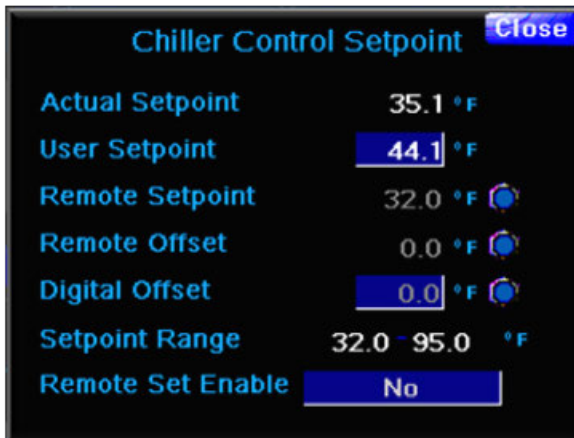 Chiller Control Setpoint Close
Actual Setpoint 35.1 °F
User Setpoint 44.1 °F
Remote Setpoint 32.0 °F
Remote Offset 0.0 °F
Digital Offset 0.0 °F
Setpoint Range 32.0 - 95.0 °F
Remote Set Enable No